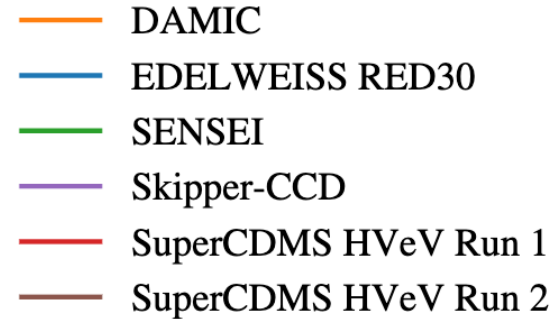 DAMIC
EDELWEISS RED30
SENSEI
Skipper-CCD
SuperCDMS HVeV Run 1
SuperCDMS HVeV Run 2